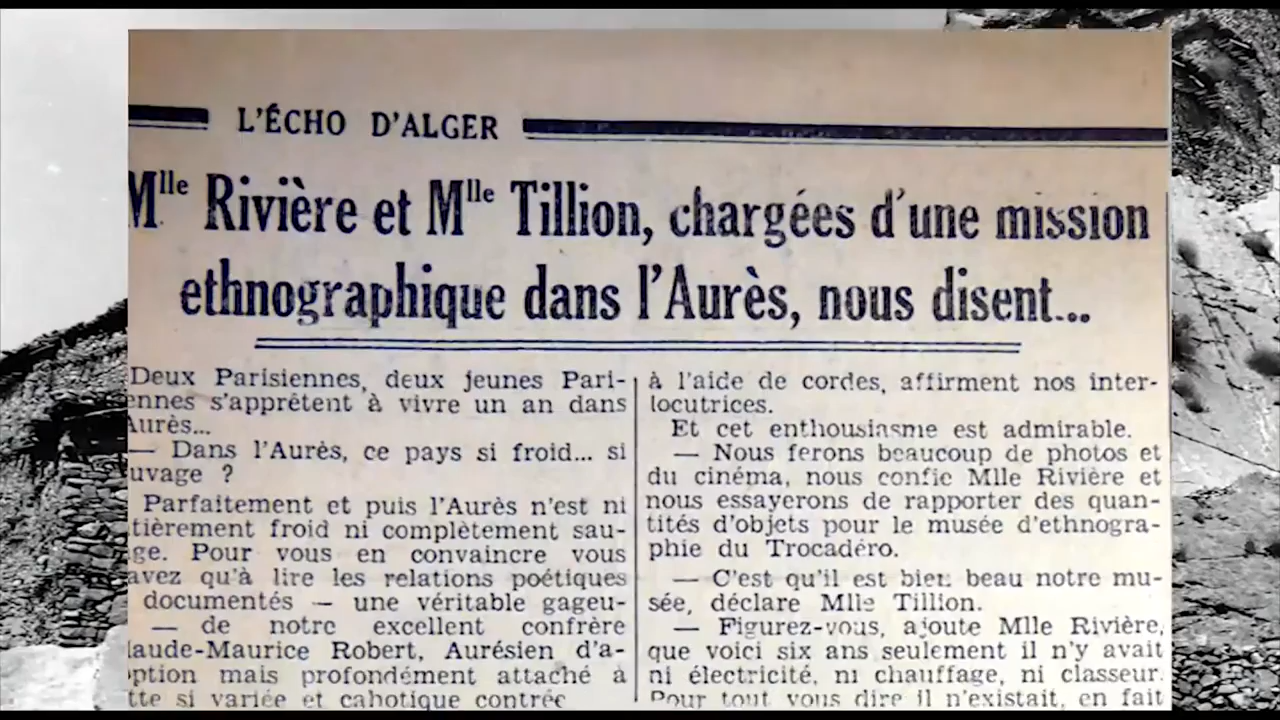 L'ÉCHO D'ALGER
Mlle Rivière et Mlle Tillion, chargées d'une mission
ethnographique dans l'Aurès, nous disent...
Deux Parisiennes, deux jeunes Pari-
ennes s'apprêtent à vivre un an dans
Aurès...
— Dans l'Aurès, ce pays si froid... si
uvage ?
Parfaitement et puis l'Aurès n'est ni
tièrement froid ni complètement sau-
ge. Pour vous en convaincre vous
avez qu'à lire les relations poétiques
documentés — une véritable gageu-
— de notre excellent confrère
laude-Maurice Robert, Aurésien d'a-
option mais profondément attaché à
tte si variée et cahotique contrée
à l'aide de cordes, affirment nos inter-
locutrices.
Et cet enthousiasme est admirable.
— Nous ferons beaucoup de photos et
du cinéma, nous confie Mlle Rivière et
nous essayerons de rapporter des quan-
tités d'objets pour le musée d'ethnogra-
phie du Trocadéro.
— C'est qu'il est bien beau notre mu-
sée, déclare Mlle Tillion.
— Figurez-vous, ajoute Mlle Rivière,
que voici six ans seulement il n'y avait
ni électricité, ni chauffage, ni classeur.
Pour tout vous dire il n'existait, en fait